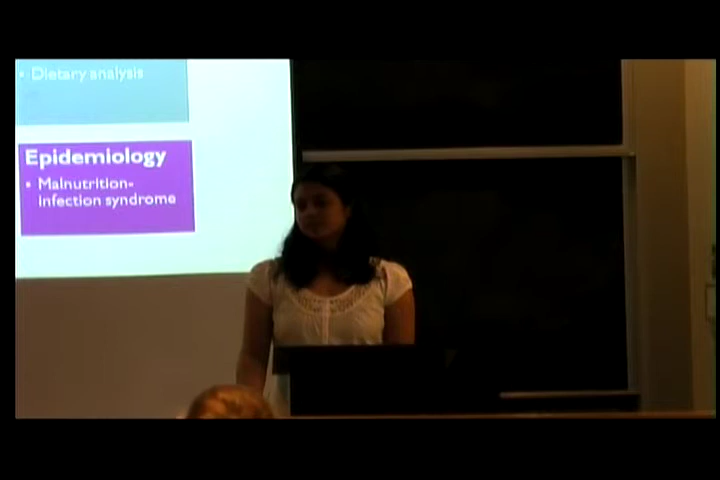 • Dietary analysis
Epidemiology
• Malnutrition-
infection syndrome